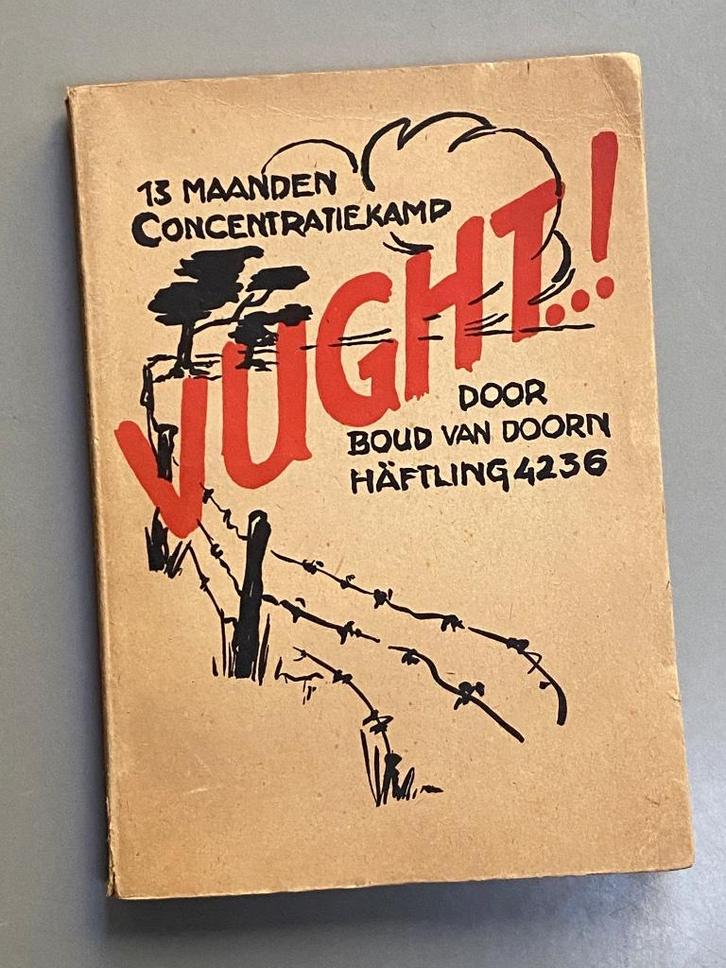 13 MAANDEN
CONCENTRATIEKAMP
VUGHT...!
DOOR
BOUD VAN DOORN
HÄFTLING 4236